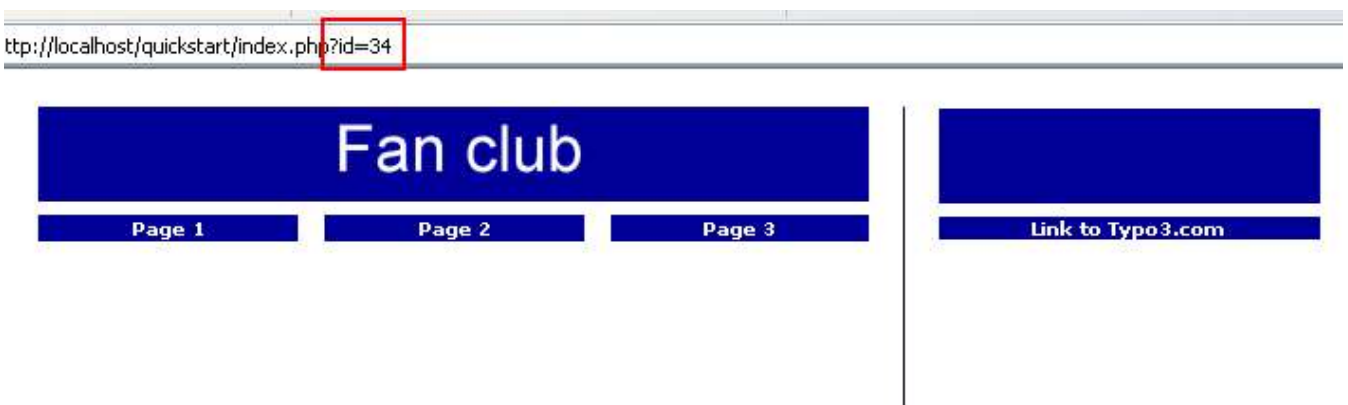 ttp://localhost/quickstart/index.php?id=34
Fan club
Page 1 Page 2 Page 3 Link to Typo3.com